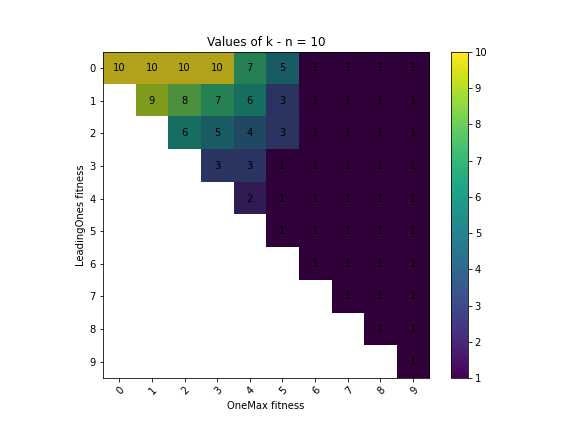 Values of k - n = 10
0 10 10 10 10 7 5 1 1 1 1
1 9 8 7 6 3 1 1 1 1
2 6 5 4 3 1 1 1 1
3 3 3 1 1 1 1 1
4 2 1 1 1 1 1
5 1 1 1 1 1
6 1 1 1 1
7 1 1 1
8 1 1
9 1
0 1 2 3 4 5 6 7 8 9
OneMax fitness
LeadingOnes fitness
10
9
8
7
6
5
4
3
2
1